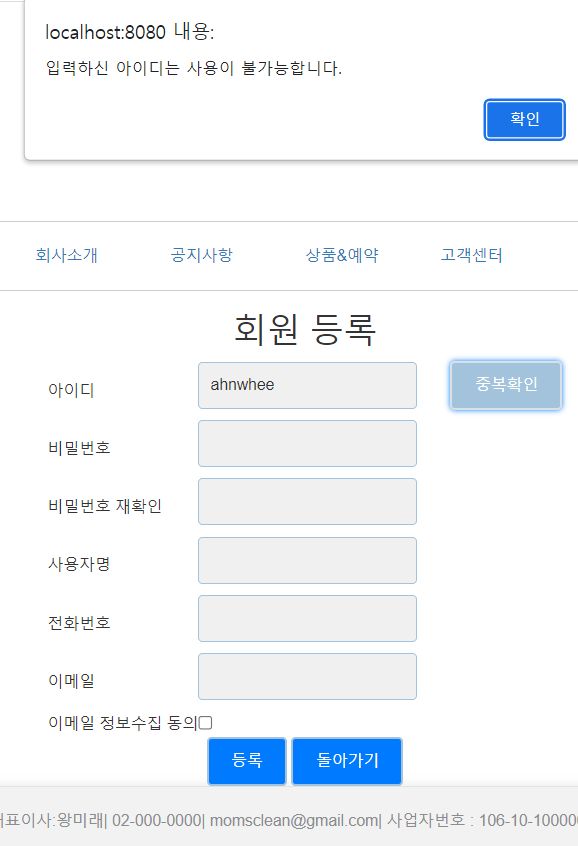 localhost:8080 내용:
입력하신 아이디는 사용이 불가능합니다.
확인
회사소개 공지사항 상품&예약 고객센터
회원 등록
아이디 ahnwhee 중복확인
비밀번호
비밀번호 재확인
사용자명
전화번호
이메일
이메일 정보수집 동의
등록 돌아가기
대표이사:왕미래| 02-000-0000| momsclean@gmail.com| 사업자번호 : 106-10-10000